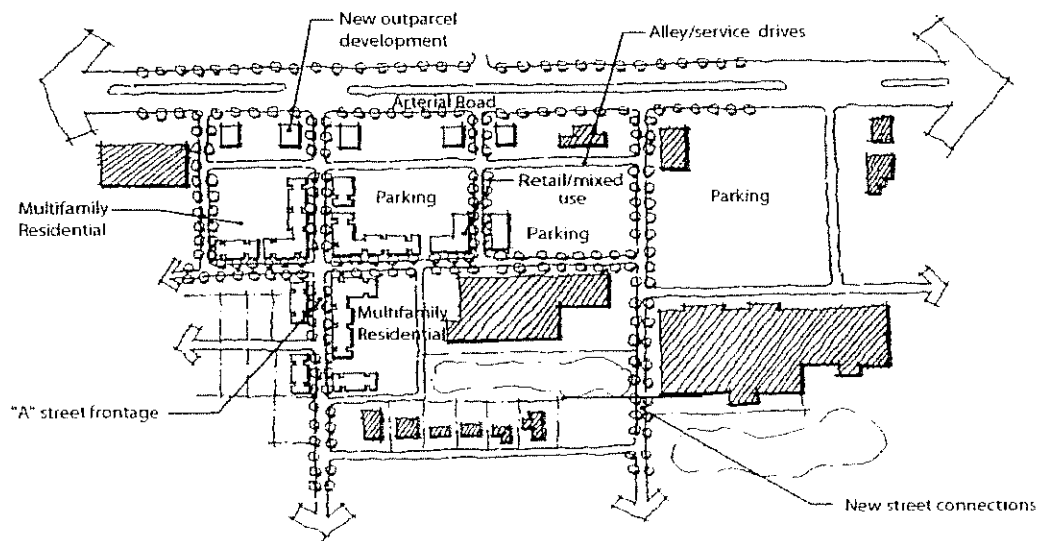 New outparcel
development
Alley/service drives
Arterial Road
Parking
Retail/mixed
use
Parking
Parking
Multifamily
Residential
Multifamily
Residential
"A" street frontage
New street connections